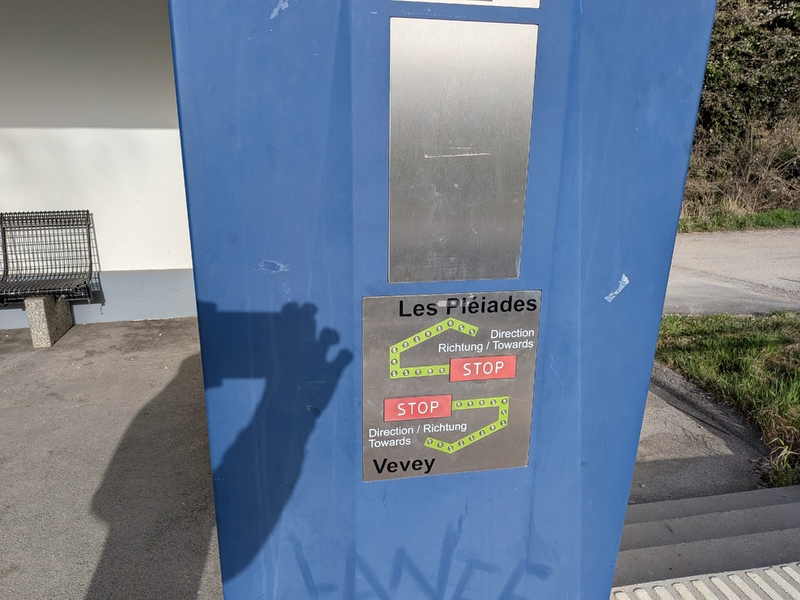 Les Pléiades
Direction
Richtung / Towards
STOP
STOP
Direction / Richtung
Towards
Vevey